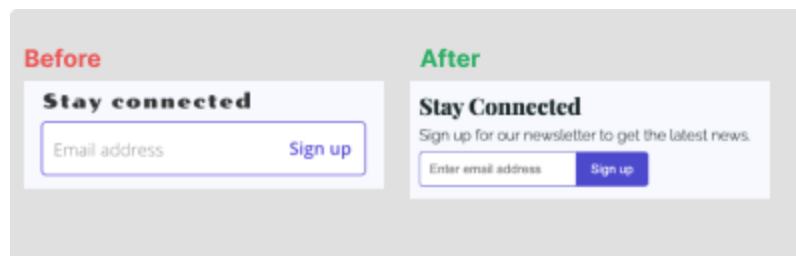 Before
Stay connected
Email address Sign up
After
Stay Connected
Sign up for our newsletter to get the latest news.
Enter email address Sign up